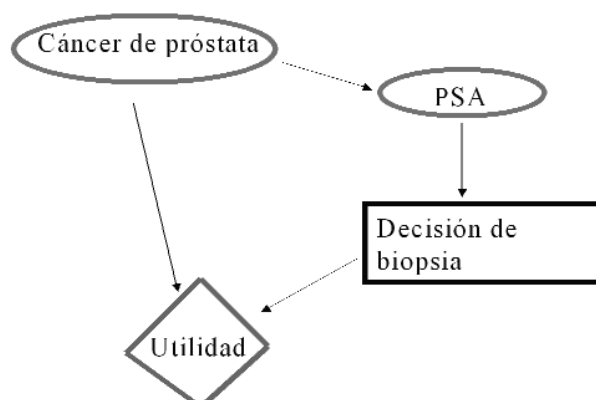 Cáncer de próstata
PSA
Decisión de
biopsia
Utilidad